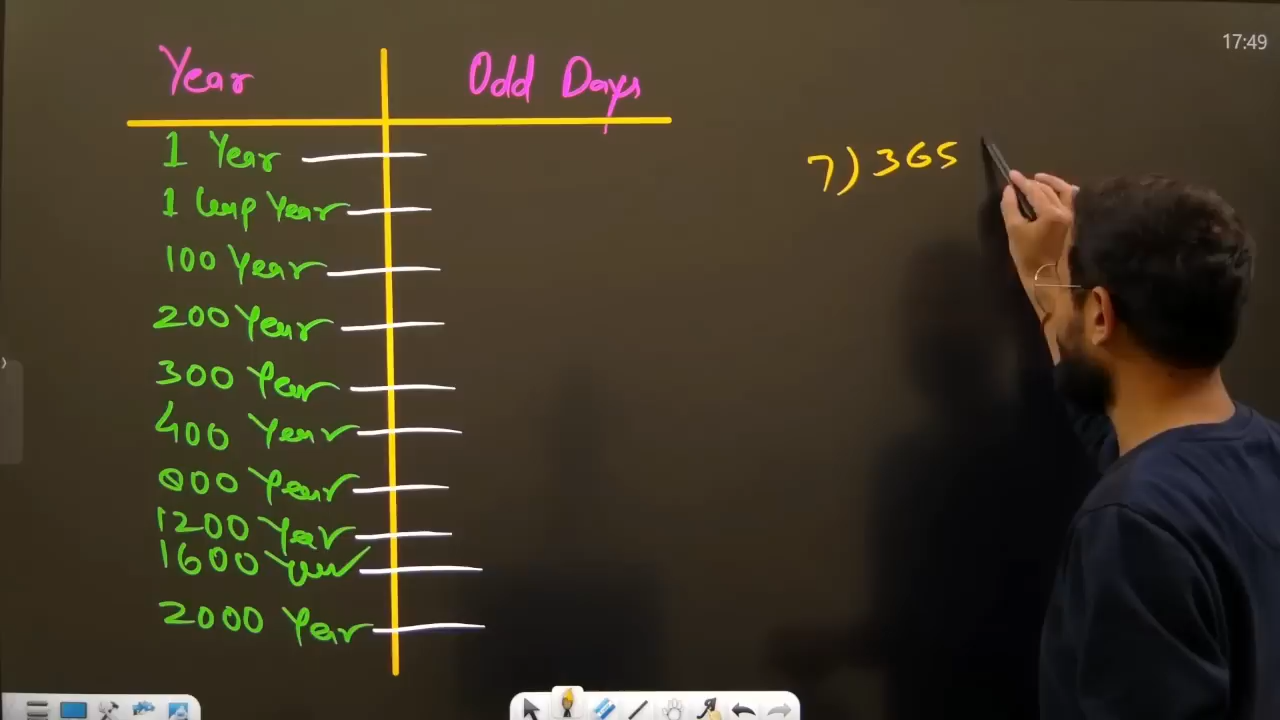 17:49
Year Odd Days
1 Year
1 Leap Year
100 Year
200 Year
300 Year
400 Year
800 Year
1200 Year
1600 Year
2000 Year
7)365